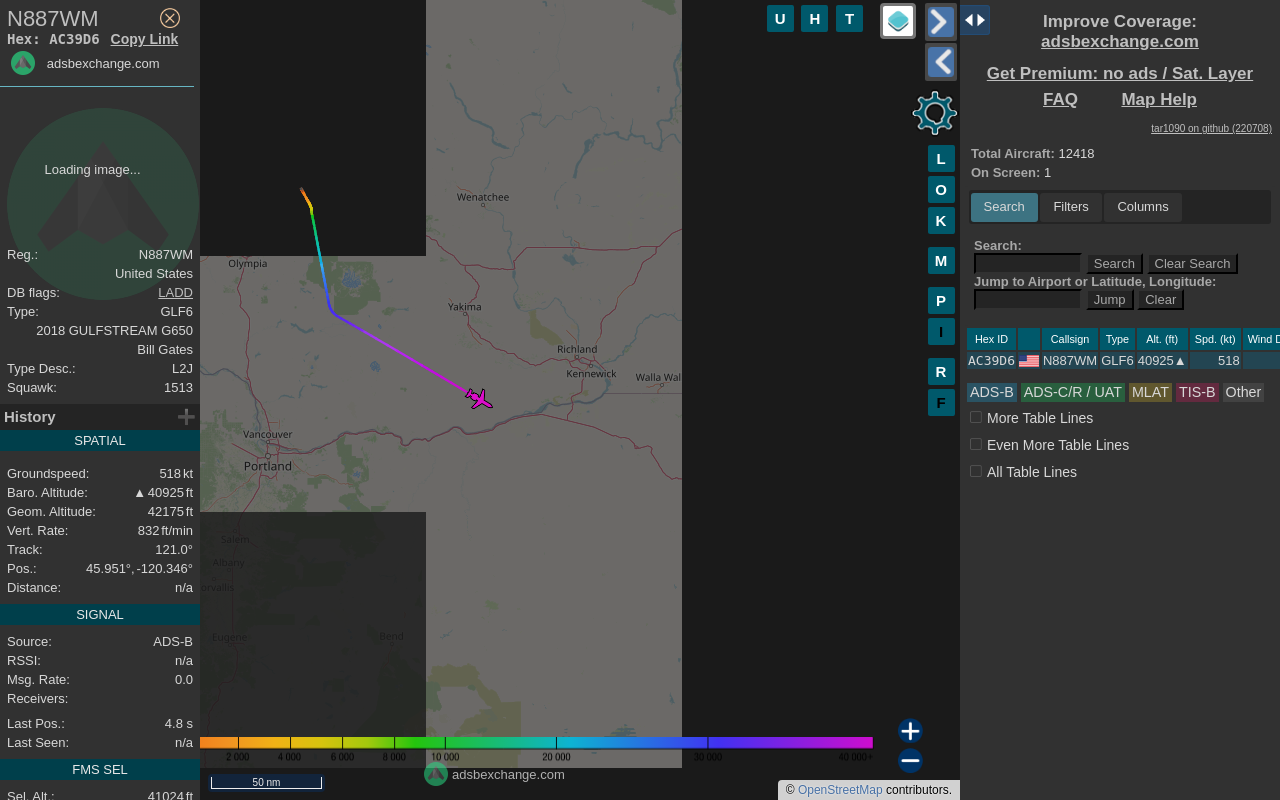 N887WM
Hex: AC39D6 Copy Link
adsbexchange.com
Loading image...
Reg.: N887WM
United States
DB flags: LADD
Type: GLF6
2018 GULFSTREAM G650
Bill Gates
Type Desc.: L2J
Squawk: 1513
History
SPATIAL
Groundspeed: 518 kt
Baro. Altitude: ▲ 40925 ft
Geom. Altitude: 42175 ft
Vert. Rate: 832 ft/min
Track: 121.0°
Pos.: 45.951°, -120.346°
Distance: n/a
SIGNAL
Source: ADS-B
RSSI: n/a
Msg. Rate: 0.0
Receivers:
Last Pos.: 4.8 s
Last Seen: n/a
FMS SEL
Sel. Alt.: 41024 ft
Wenatchee
Olympia
Yakima
Richland
Kennewick
Walla Wal
Vancouver
Portland
Salem
Albany
orvallis
Eugene
Bend
2 000 4 000 6 000 8 000 10 000 20 000 30 000 40 000+
50 nm
adsbexchange.com
© OpenStreetMap contributors.
U H T
L
O
K
M
P
I
R
F
Improve Coverage:
adsbexchange.com
Get Premium: no ads / Sat. Layer
FAQ Map Help
tar1090 on github (220708)
Total Aircraft: 12418
On Screen: 1
Search Filters Columns
Search:
Search Clear Search
Jump to Airport or Latitude, Longitude:
Jump Clear
Hex ID Callsign Type Alt. (ft) Spd. (kt) Wind D
AC39D6 N887WM GLF6 40925▲ 518
ADS-B ADS-C/R / UAT MLAT TIS-B Other
More Table Lines
Even More Table Lines
All Table Lines